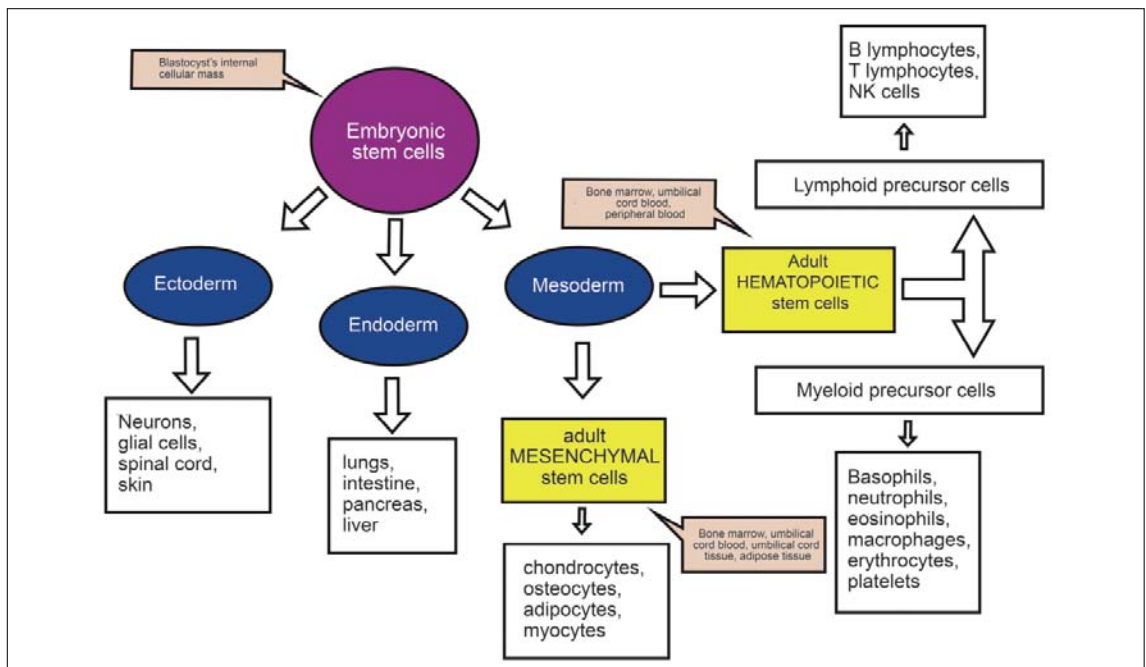 Blastocyst's internal
cellular mass
Embryonic
stem cells
B lymphocytes,
T lymphocytes,
NK cells
Lymphoid precursor cells
Bone marrow, umbilical
cord blood,
peripheral blood
Ectoderm
Endoderm
Mesoderm
Adult
HEMATOPOIETIC
stem cells
Myeloid precursor cells
Neurons,
glial cells,
spinal cord,
skin
lungs,
intestine,
pancreas,
liver
adult
MESENCHYMAL
stem cells
Bone marrow, umbilical
cord blood, umbilical cord
tissue, adipose tissue
chondrocytes,
osteocytes,
adipocytes,
myocytes
Basophils,
neutrophils,
eosinophils,
macrophages,
erythrocytes,
platelets